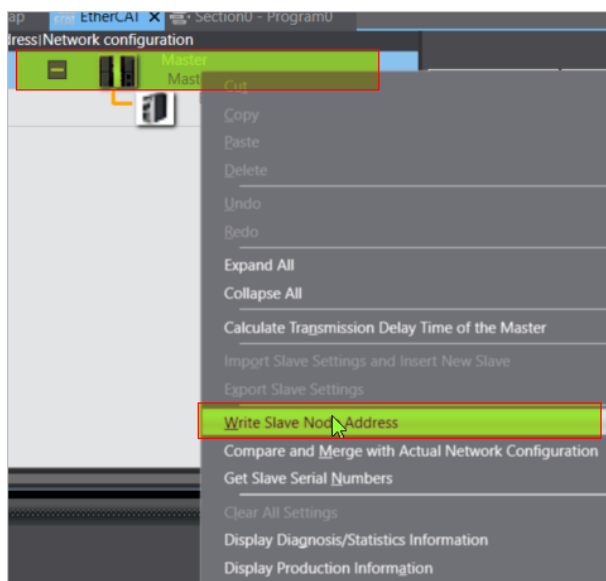 ap EtherCAT Section0 - Program0
dress|Network configuration
Master
Mast
Cut
Copy
Paste
Delete
Undo
Redo
Expand All
Collapse All
Calculate Transmission Delay Time of the Master
Import Slave Settings and Insert New Slave
Export Slave Settings
Write Slave Node Address
Compare and Merge with Actual Network Configuration
Get Slave Serial Numbers
Clear All Settings
Display Diagnosis/Statistics Information
Display Production Information